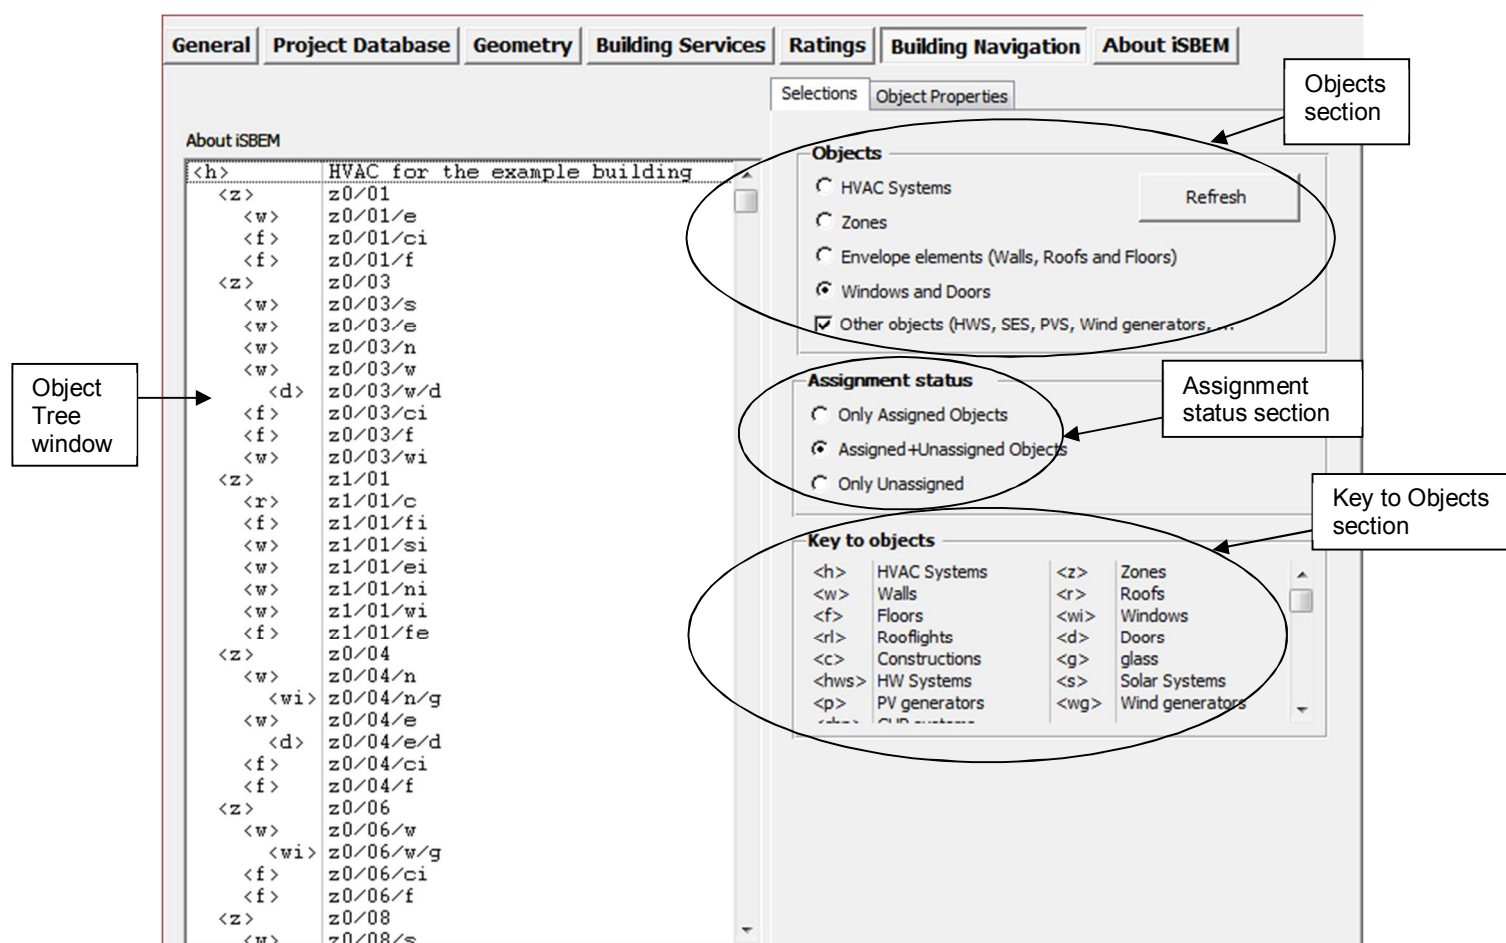 General Project Database Geometry Building Services Ratings Building Navigation About iSBEM
Selections Object Properties
Objects
section
About iSBEM
<h> HVAC for the example building
<z> z0/01
<w> z0/01/e
<f> z0/01/ci
<f> z0/01/f
<z> z0/03
<w> z0/03/s
<w> z0/03/e
<w> z0/03/n
<w> z0/03/w
<d> z0/03/w/d
<f> z0/03/ci
<f> z0/03/f
<w> z0/03/wi
<z> z1/01
<r> z1/01/c
<f> z1/01/fi
<w> z1/01/si
<w> z1/01/ei
<w> z1/01/ni
<w> z1/01/wi
<f> z1/01/fe
<z> z0/04
<w> z0/04/n
<wi> z0/04/n/g
<w> z0/04/e
<d> z0/04/e/d
<f> z0/04/ci
<f> z0/04/f
<z> z0/06
<w> z0/06/w
<wi> z0/06/w/g
<f> z0/06/ci
<f> z0/06/f
<z> z0/08
<w> z0/08/s
Object
Tree
window
Objects
HVAC Systems
Refresh
Zones
Envelope elements (Walls, Roofs and Floors)
Windows and Doors
Other objects (HWS, SES, PVS, Wind generators, ...
Assignment status
Only Assigned Objects
Assigned+Unassigned Objects
Only Unassigned
Assignment
status section
Key to Objects
section
Key to objects
<h> HVAC Systems <z> Zones
<w> Walls <r> Roofs
<f> Floors <wi> Windows
<rl> Rooflights <d> Doors
<c> Constructions <g> glass
<hws> HW Systems <s> Solar Systems
<p> PV generators <wg> Wind generators